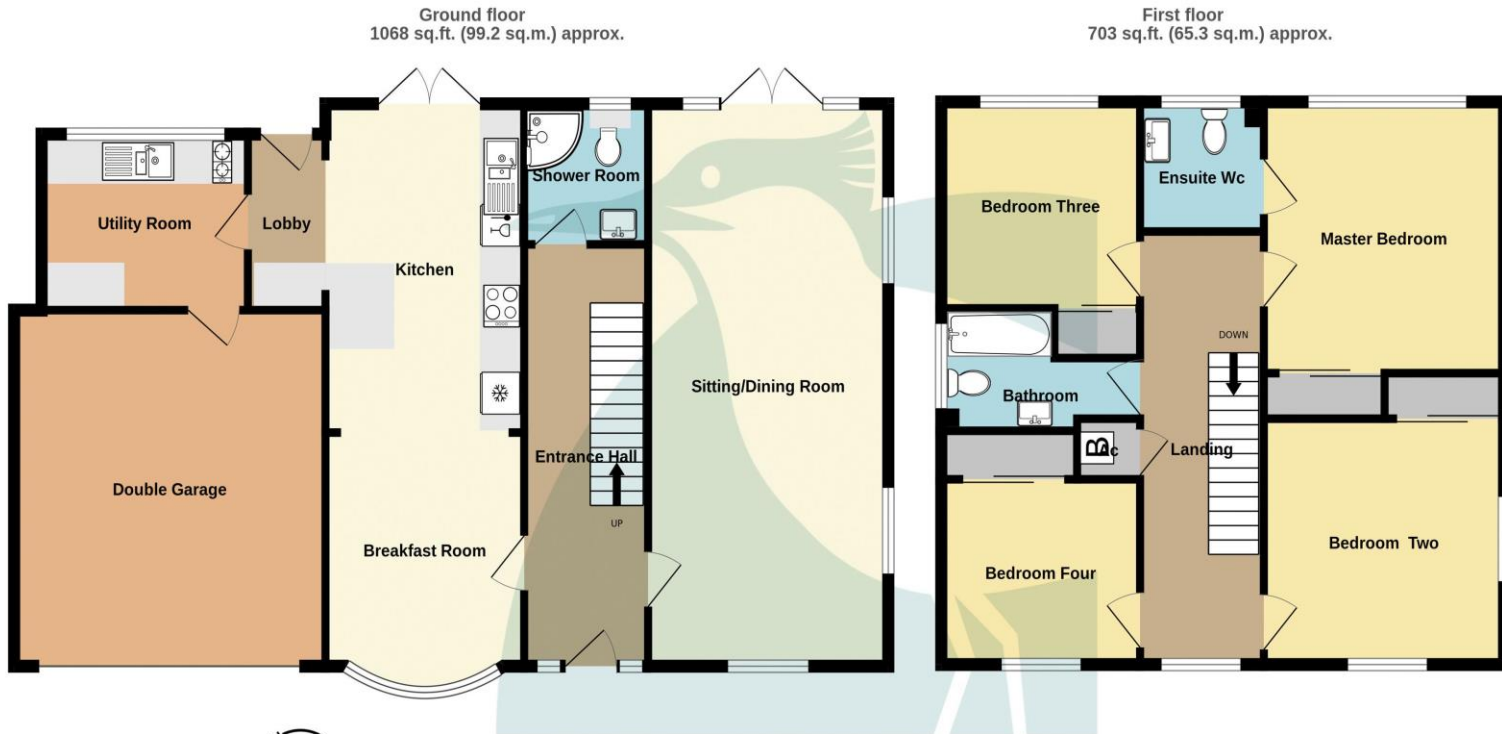 Ground floor
1068 sq.ft. (99.2 sq.m.) approx.
First floor
703 sq.ft. (65.3 sq.m.) approx.
Utility Room
Lobby
Kitchen
Shower Room
Sitting/Dining Room
Entrance Hall
UP
Double Garage
Breakfast Room
Bedroom Three
Ensuite Wc
Master Bedroom
DOWN
Bathroom
B
Landing
Bedroom Four
Bedroom Two